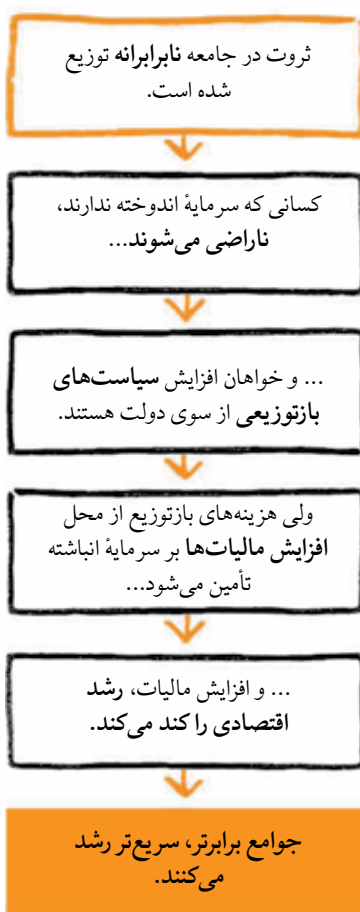 ثروت در جامعه نابرابرانه توزیع
شده است.
کسانی که سرمایهٔ اندوخته ندارند،
ناراضی می‌شوند...
... و خواهان افزایش سیاست‌های
بازتوزیعی از سوی دولت هستند.
ولی هزینه‌های بازتوزیع از محل
افزایش مالیات‌ها بر سرمایهٔ انباشته
تأمین می‌شود...
... و افزایش مالیات، رشد
اقتصادی را کند می‌کند.
جوامع برابرتر، سریع‌تر رشد
می‌کنند.